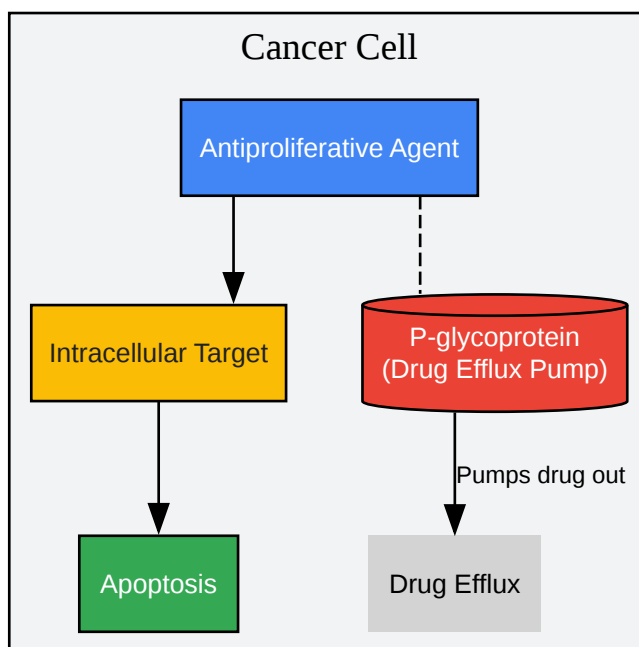 Cancer Cell
Antiproliferative Agent
Intracellular Target
P-glycoprotein
(Drug Efflux Pump)
Pumps drug out
Apoptosis
Drug Efflux